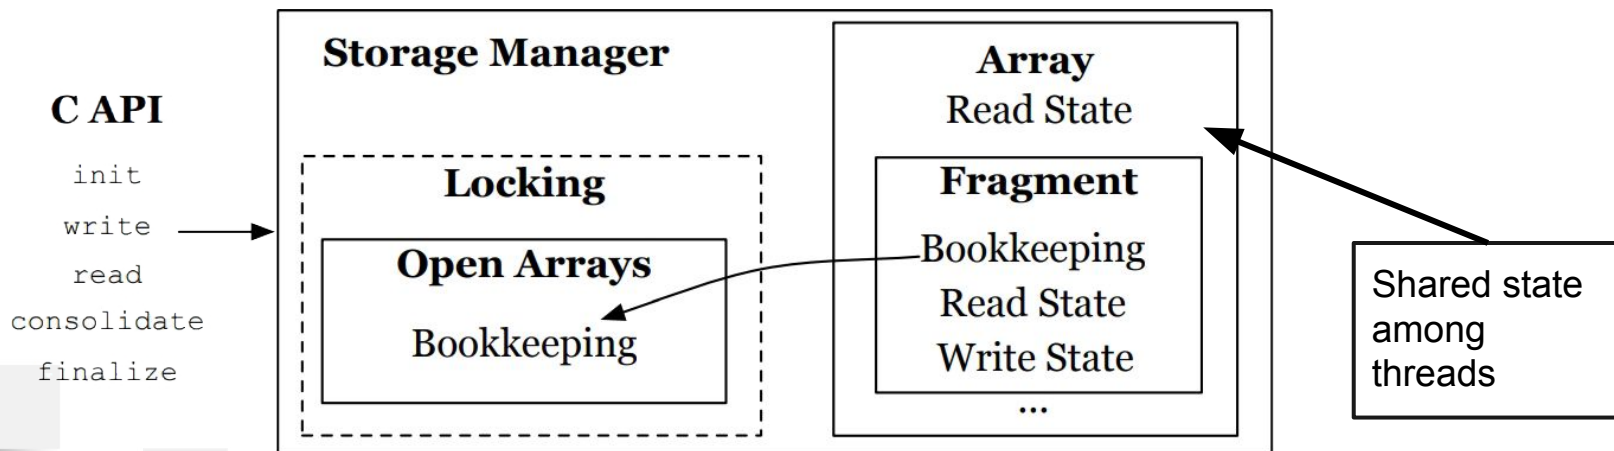 C API
init
write
read
consolidate
finalize
Storage Manager
Locking
Open Arrays
Bookkeeping
Array
Read State
Fragment
Bookkeeping
Read State
Write State
...
Shared state
among
threads